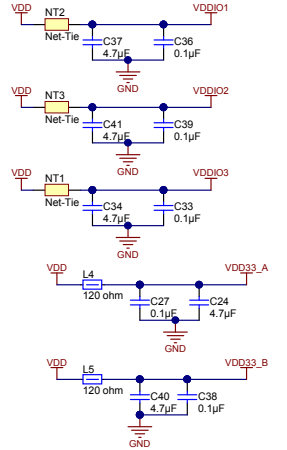 VDD NT2 VDDIO1
Net-Tie C37 C36
4.7µF 0.1µF
GND
VDD NT3 VDDIO2
Net-Tie C41 C39
4.7µF 0.1µF
GND
VDD NT1 VDDIO3
Net-Tie C34 C33
4.7µF 0.1µF
GND
VDD L4 VDD33_A
120 ohm C27 C24
0.1µF 4.7µF
GND
VDD L5 VDD33_B
120 ohm C40 C38
4.7µF 0.1µF
GND